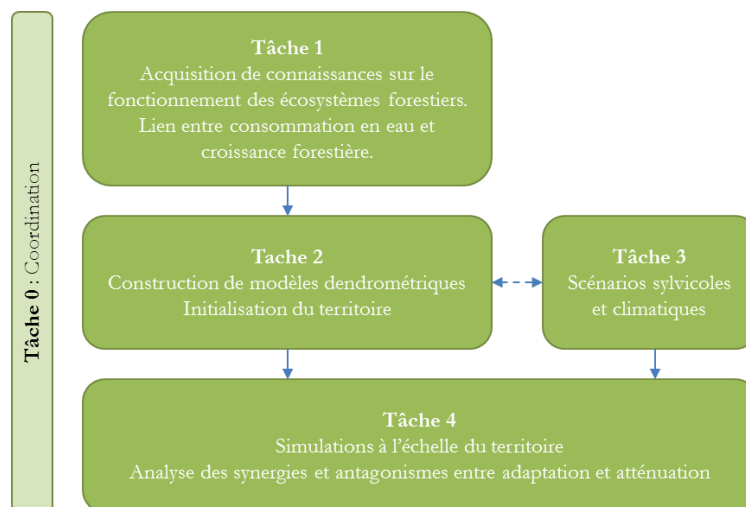 Tâche 0 : Coordination
Tâche 1
Acquisition de connaissances sur le
fonctionnement des écosystèmes forestiers.
Lien entre consommation en eau et
croissance forestière.
Tache 2
Construction de modèles dendrométriques
Initialisation du territoire
Tâche 3
Scénarios sylvicoles
et climatiques
Tâche 4
Simulations à l’échelle du territoire
Analyse des synergies et antagonismes entre adaptation et atténuation